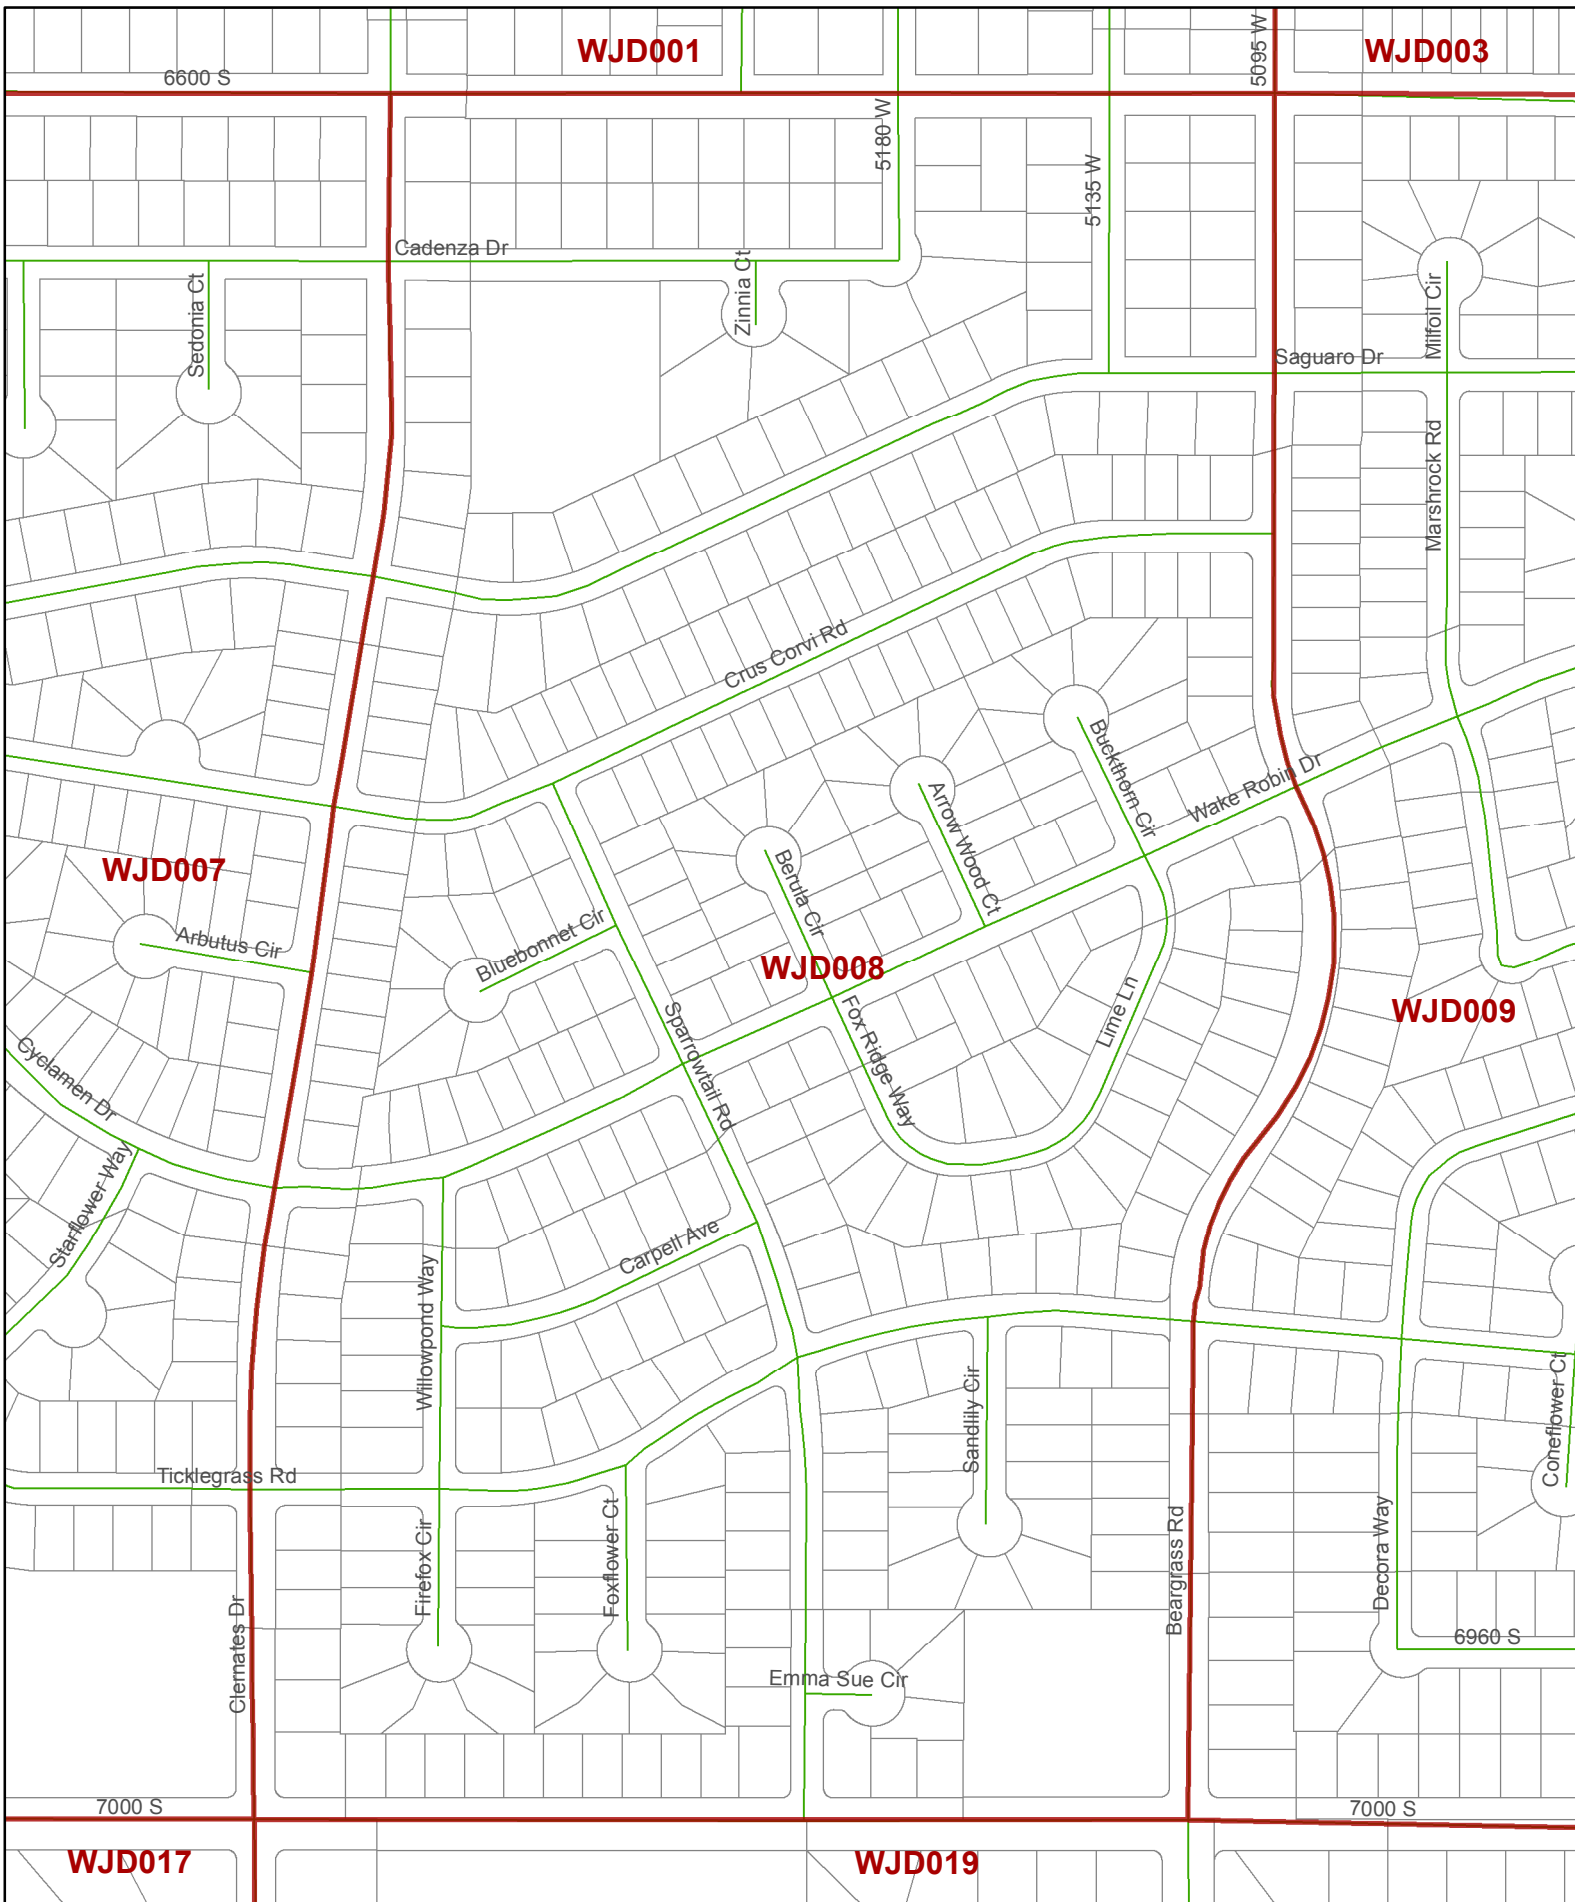 WJD001
5095 W
WJD003
6600 S
5180 W
5135 W
Cadenza Dr
Zinnia Ct
Sedonia Ct
Milfoil Cir
Saguaro Dr
Marshrock Rd
Crus Corvi Rd
Buckthorn Cir
Wake Robin Dr
Arrow Wood Ct
WJD007
Berula Cir
Arbutus Cir
Bluebonnet Cir
WJD008
WJD009
Lime Ln
Sparrowtail Rd
Fox Ridge Way
Cyclamen Dr
Starflower Way
Carpell Ave
Willowpond Way
Sandlily Cir
Coneflower Ct
Ticklegrass Rd
Firefox Cir
Foxflower Ct
Beargrass Rd
Decora Way
Clernates Dr
6960 S
Emma Sue Cir
7000 S
7000 S
WJD017
WJD019